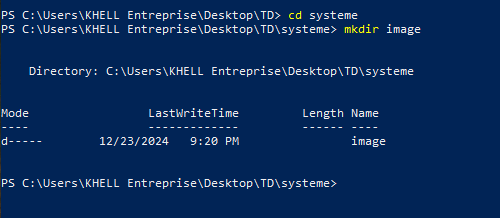 PS C:\Users\KHELL Entreprise\Desktop\TD> cd systeme
PS C:\Users\KHELL Entreprise\Desktop\TD\systeme> mkdir image
Directory: C:\Users\KHELL Entreprise\Desktop\TD\systeme
Mode LastWriteTime Length Name
---- ------------- ------ ----
d----- 12/23/2024 9:20 PM image
PS C:\Users\KHELL Entreprise\Desktop\TD\systeme>